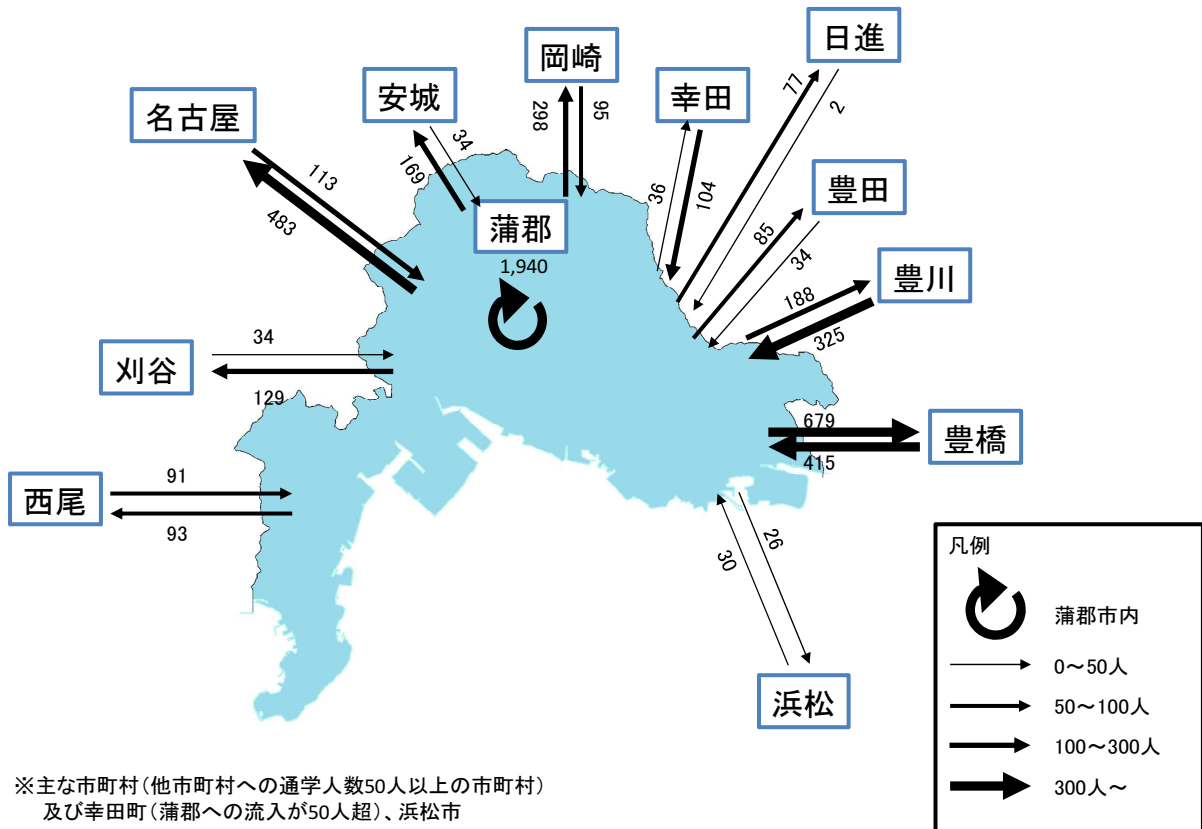 日進
岡崎
安城
幸田
名古屋
77
2
298
95
34
169
113
483
36
104
豊田
85
34
蒲郡
1,940
豊川
188
325
刈谷
34
129
679
415
豊橋
西尾
91
93
26
30
浜松
凡例
蒲郡市内
0～50人
50～100人
100～300人
300人～
※主な市町村（他市町村への通学人数50人以上の市町村）
及び幸田町（蒲郡への流入が50人超）、浜松市